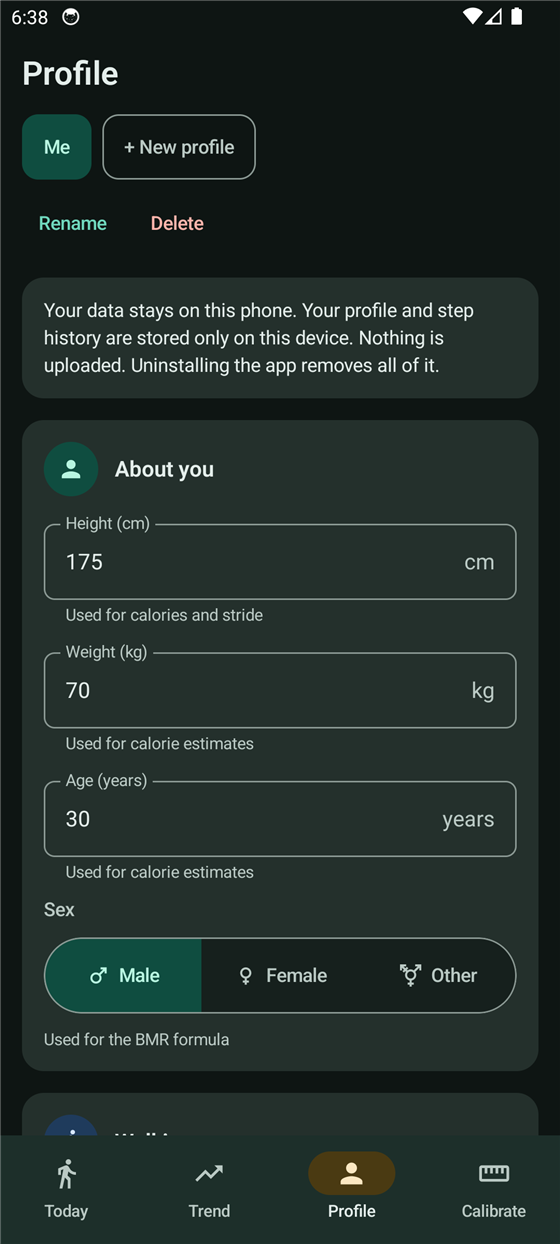 6:38
Profile
Me
+ New profile
Rename
Delete
Your data stays on this phone. Your profile and step
history are stored only on this device. Nothing is
uploaded. Uninstalling the app removes all of it.
About you
Height (cm)
175 cm
Used for calories and stride
Weight (kg)
70 kg
Used for calorie estimates
Age (years)
30 years
Used for calorie estimates
Sex
Male
Female
Other
Used for the BMR formula
Today
Trend
Profile
Calibrate